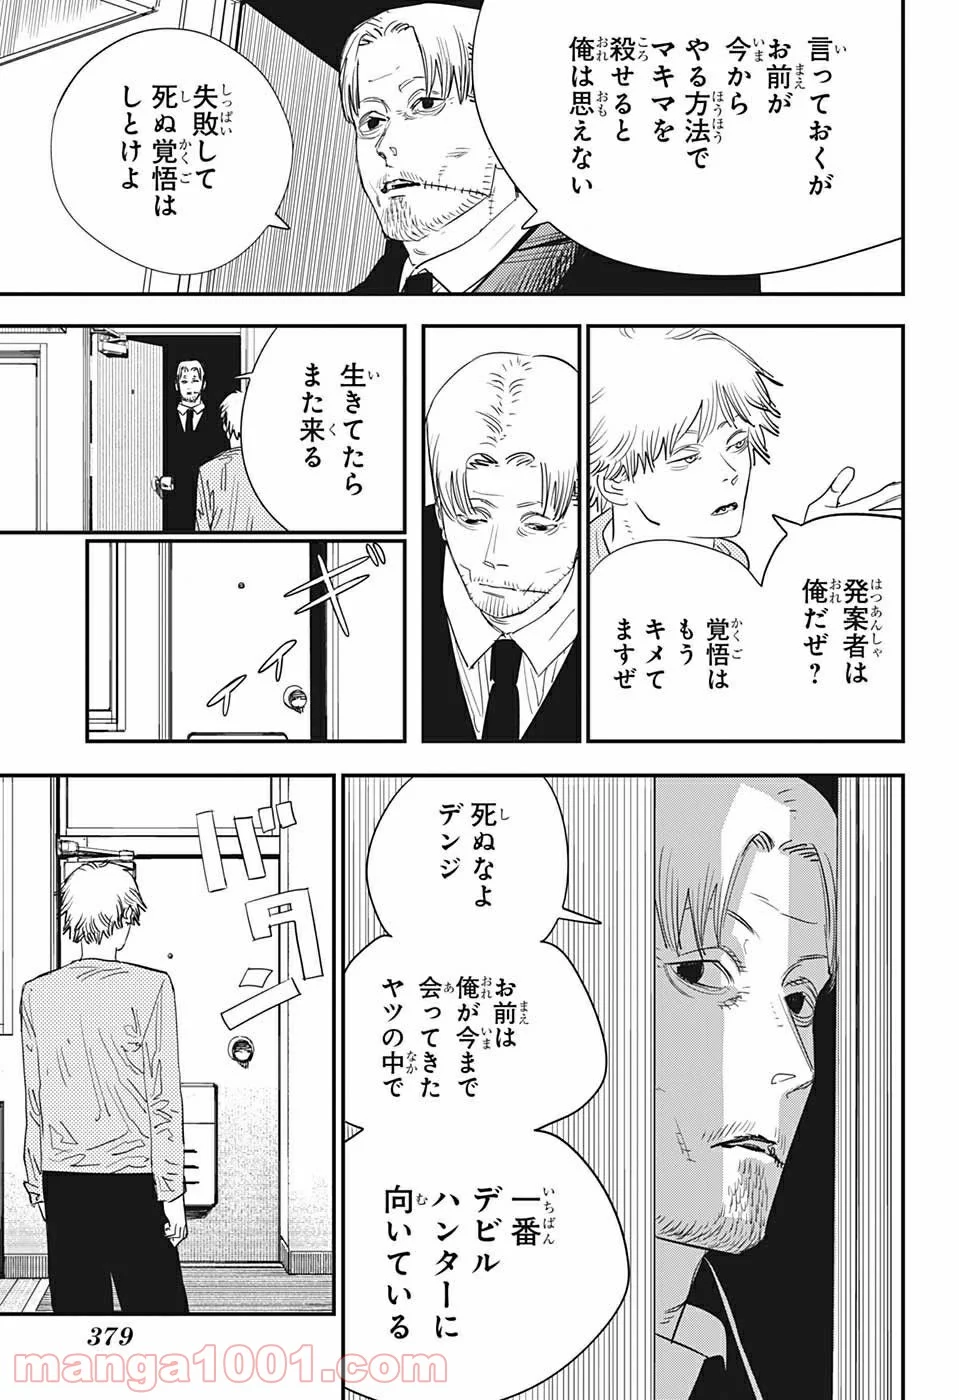 言っておくが
お前が
今から
やる方法で
マキマを
殺せると
俺は思えない
失敗して
死ぬ覚悟は
しとけよ
発案者は
俺だぜ?
覚悟は
もう
キメて
ますぜ
生きてたら
また来る
イイ
死ぬなよ
デンジ
お前は
俺が今まで
会ってきた
ヤツの中で
一番
デビル
ハンターに
向いている
バタン
379
manga1001.com